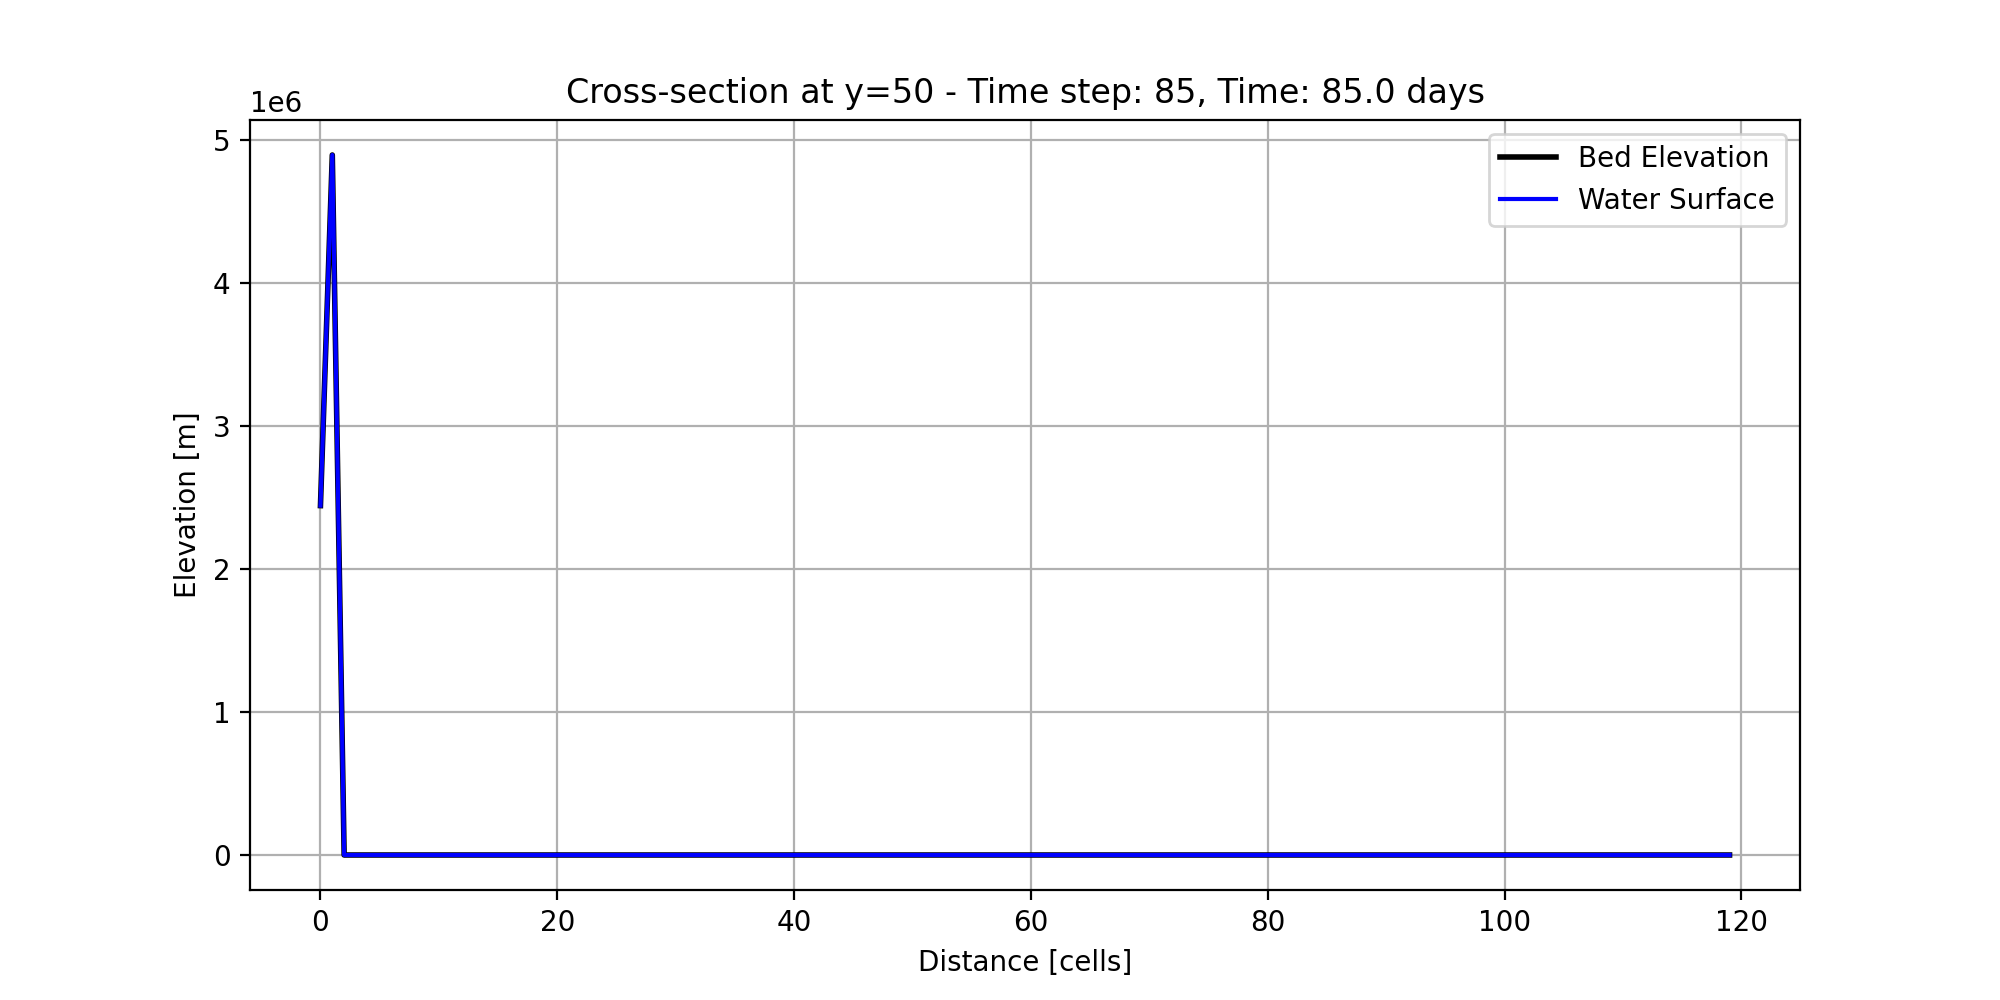 Cross-section at y=50 - Time step: 85, Time: 85.0 days
1e6
5
4
3
2
1
0
Elevation [m]
Bed Elevation
Water Surface
0 20 40 60 80 100 120
Distance [cells]